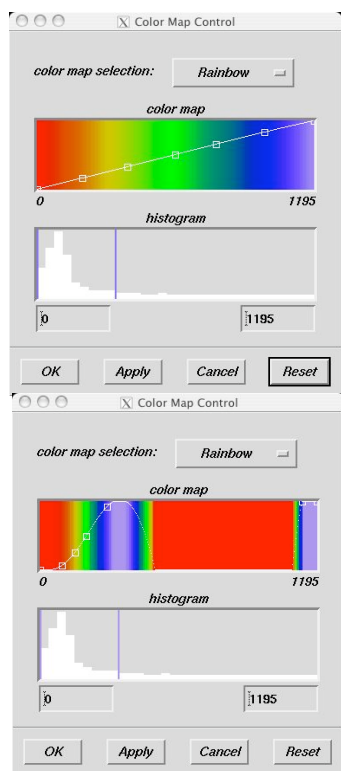 Color Map Control
color map selection: Rainbow
color map
0 1195
histogram
0 1195
OK Apply Cancel Reset
Color Map Control
color map selection: Rainbow
color map
0 1195
histogram
0 1195
OK Apply Cancel Reset